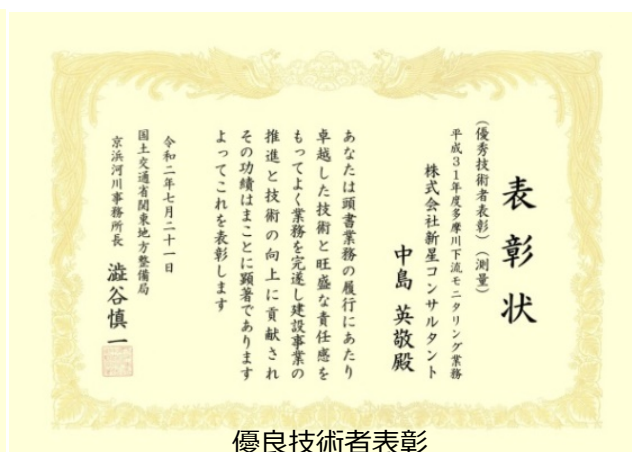 表彰状
(優秀技術者表彰)(測量)
平成31年度多摩川下流モニタリング業務
株式会社新星コンサルタント
中島 英敬殿
あなたは頭書業務の履行にあたり
卓越した技術と旺盛な責任感を
もってよく業務を完遂し建設事業の
推進と技術の向上に貢献され
その功績はまことに顕著であります
よってこれを表彰します
令和二年七月二十一日
国土交通省関東地方整備局
京浜河川事務所長 澁谷慎一
優良技術者表彰